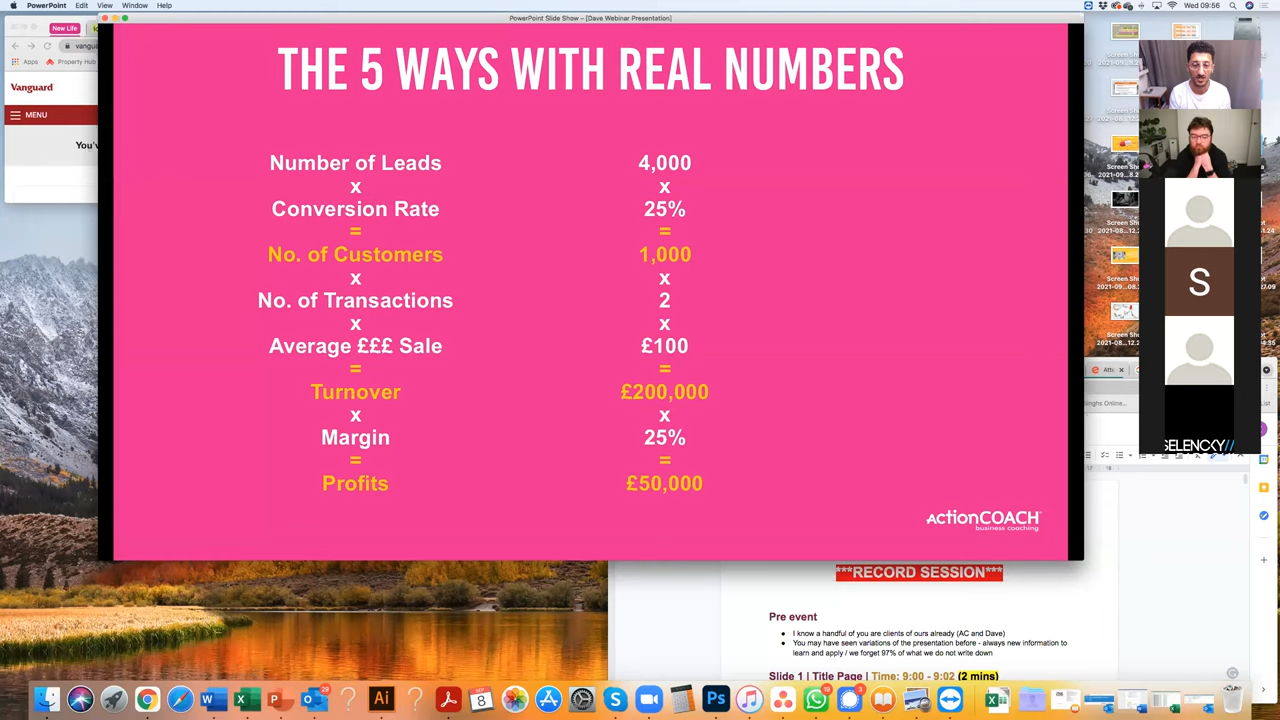 PowerPoint Edit View Window Help
Wed 09:56
PowerPoint Slide Show – [Dave Webinar Presentation]
New Life
Apps Property Hub
Vanguard
MENU
You'v
THE 5 WAYS WITH REAL NUMBERS
Number of Leads 4,000
x x
Conversion Rate 25%
= =
No. of Customers 1,000
x x
No. of Transactions 2
x x
Average £££ Sale £100
= =
Turnover £200,000
x x
Margin 25%
= =
Profits £50,000
ActionCOACH
business coaching
S
SELENCKY//
***RECORD SESSION***
Pre event
● I know a handful of you are clients of ours already (AC and Dave)
● You may have seen variations of the presentation before - always new information to
learn and apply / we forget 97% of what we do not write down
Slide 1 | Title Page | Time: 9:00 - 9:02 (2 mins)